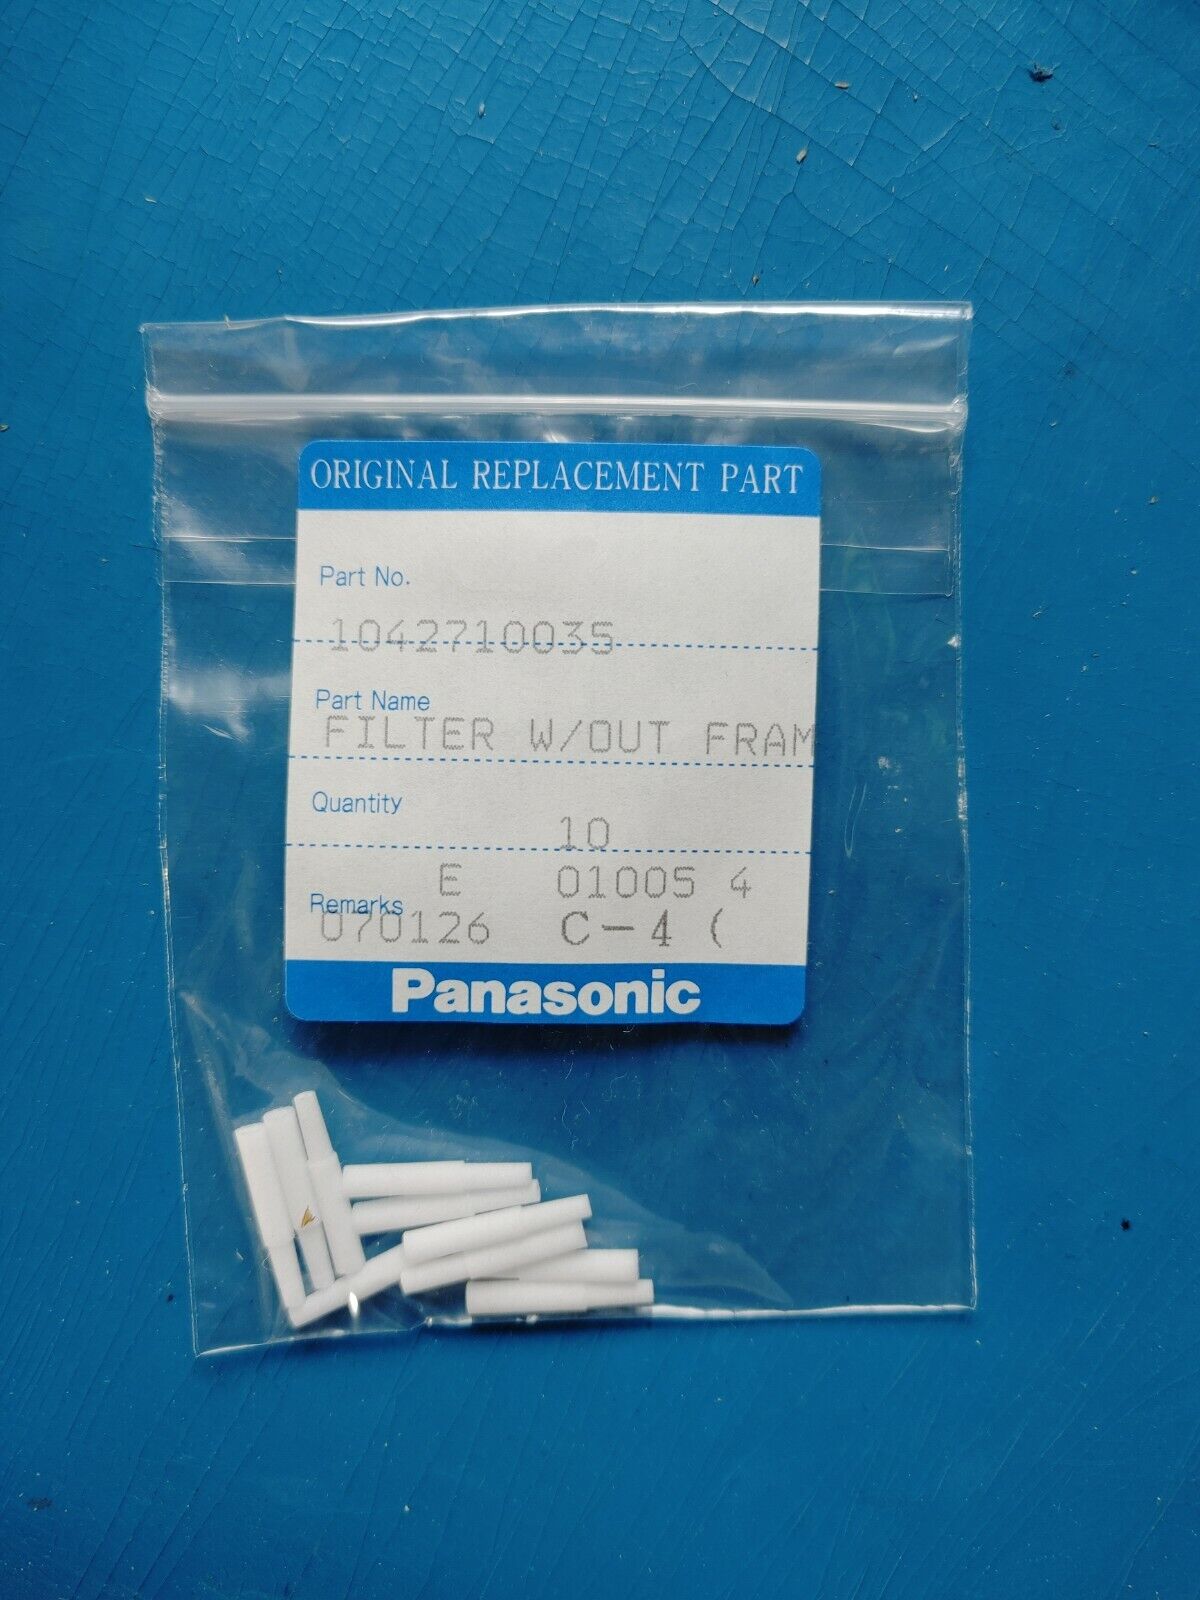 ORIGINAL REPLACEMENT PART
Part No.
1042710035
Part Name
FILTER W/OUT FRAM
Quantity
10
E 01005 4
Remarks
070126 C-4 (
Panasonic